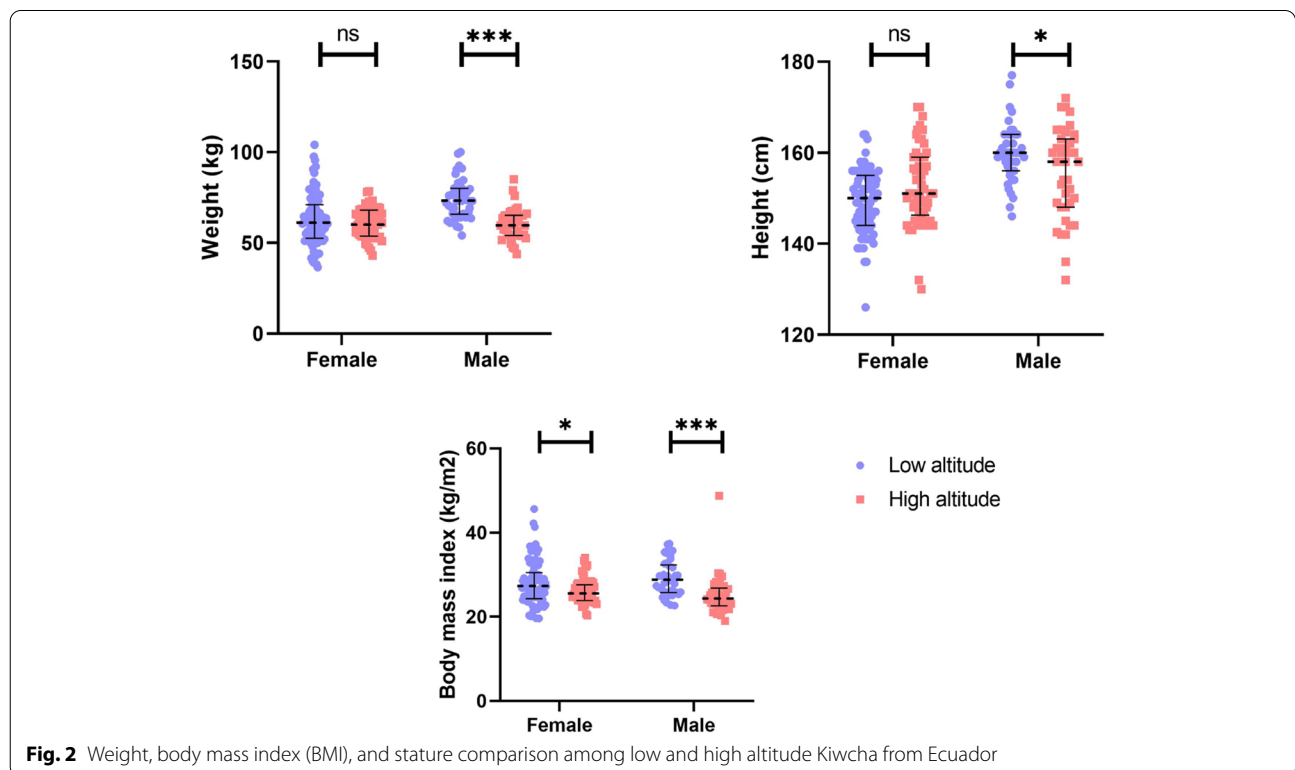 ns
***
150
100
50
0
Weight (kg)
Female
Male
ns
*
180
160
140
120
Height (cm)
Female
Male
*
***
60
40
20
0
Body mass index (kg/m2)
Female
Male
Low altitude
High altitude
Fig. 2 Weight, body mass index (BMI), and stature comparison among low and high altitude Kiwcha from Ecuador